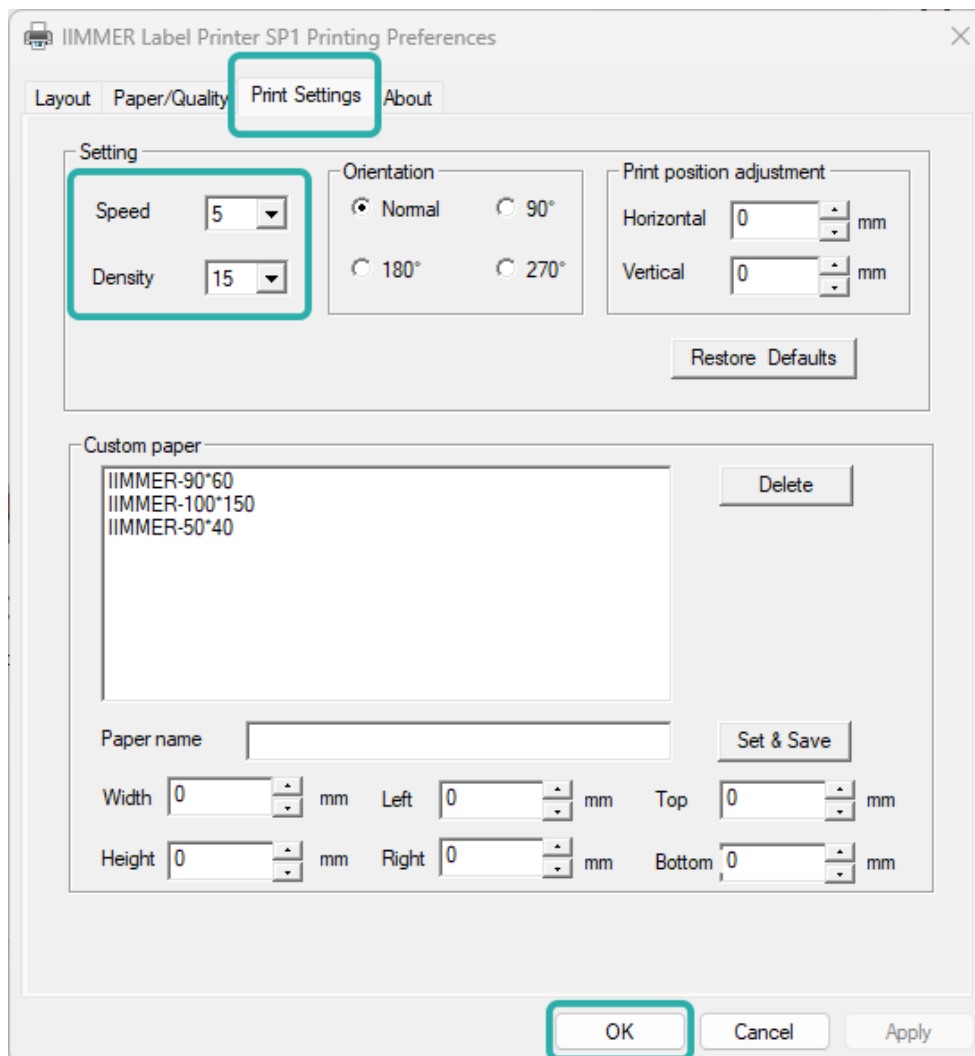 IIMMER Label Printer SP1 Printing Preferences
Layout Paper/Quality Print Settings About
Setting
Speed 5
Density 15
Orientation
Normal 90°
180° 270°
Print position adjustment
Horizontal 0 mm
Vertical 0 mm
Restore Defaults
Custom paper
IIMMER-90*60
IIMMER-100*150
IIMMER-50*40
Delete
Paper name
Set & Save
Width 0 mm Left 0 mm Top 0 mm
Height 0 mm Right 0 mm Bottom 0 mm
OK Cancel Apply